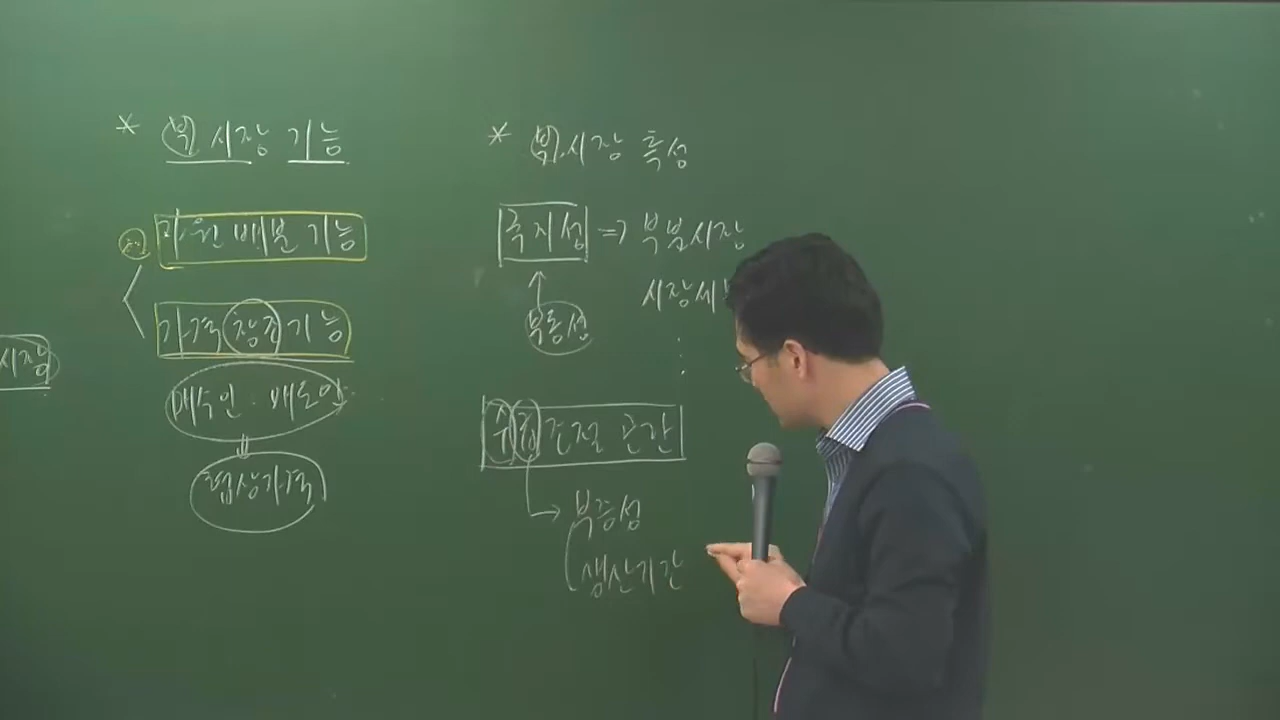 시장
* 부 시장 기능
자원 배분 기능
가격 창조 기능
매수인 · 매도인
협상가격
* 부.시장 특성
국지성 => 부분시장
시장세
부동성
수급 조절 곤란
부증성
생산기간